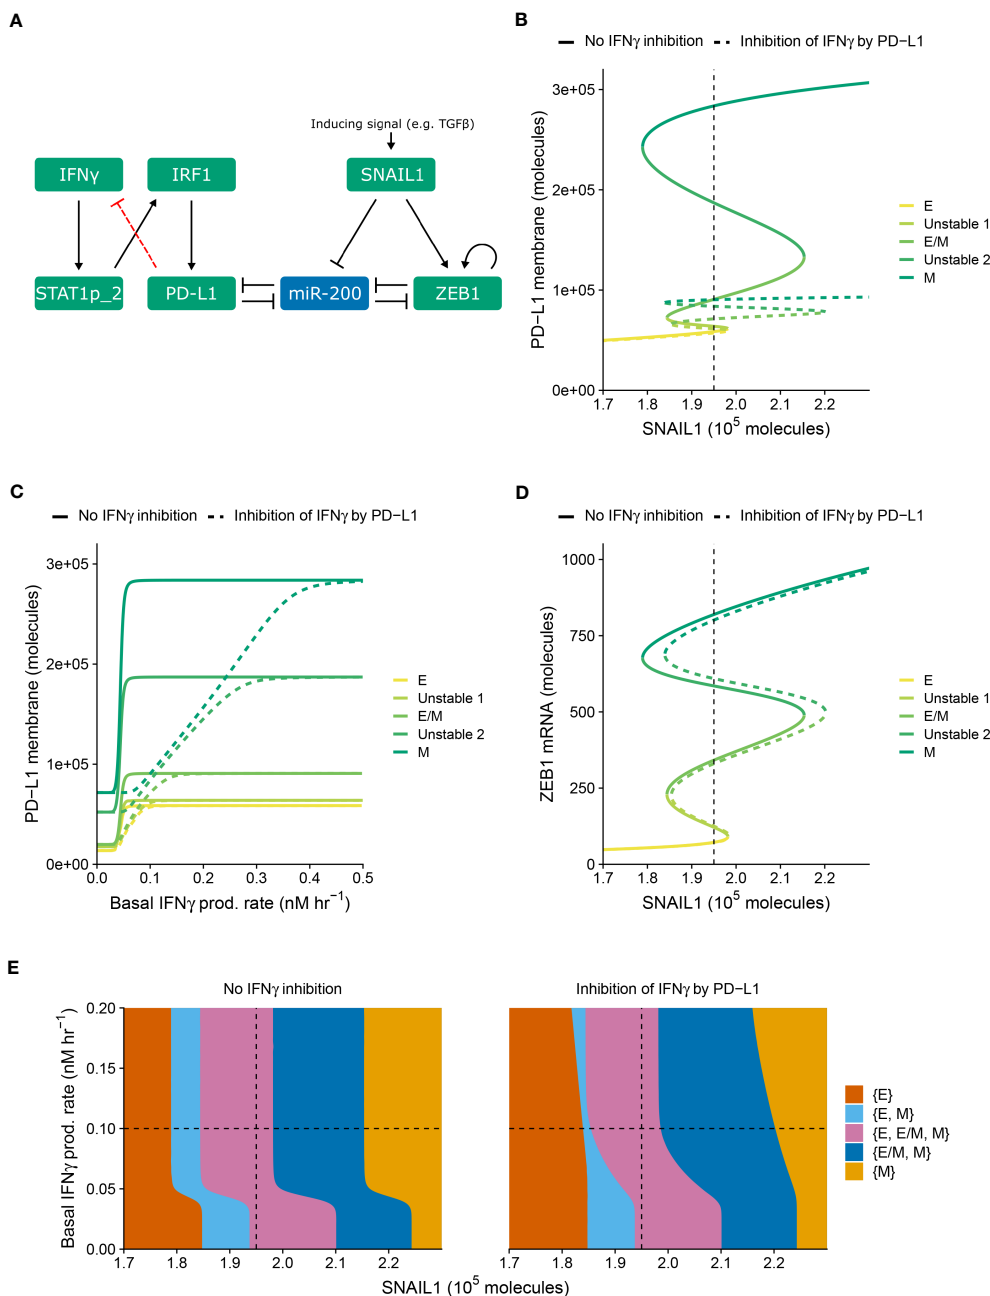 A
Inducing signal (e.g. TGFβ)
IFNγ
IRF1
SNAIL1
STAT1p_2
PD-L1
miR-200
ZEB1
B
No IFNγ inhibition
Inhibition of IFNγ by PD−L1
PD−L1 membrane (molecules)
3e+05
2e+05
1e+05
0e+00
1.7 1.8 1.9 2.0 2.1 2.2
SNAIL1 (10⁵ molecules)
E
Unstable 1
E/M
Unstable 2
M
C
No IFNγ inhibition
Inhibition of IFNγ by PD−L1
PD−L1 membrane (molecules)
3e+05
2e+05
1e+05
0e+00
0.0 0.1 0.2 0.3 0.4 0.5
Basal IFNγ prod. rate (nM hr⁻¹)
E
Unstable 1
E/M
Unstable 2
M
D
No IFNγ inhibition
Inhibition of IFNγ by PD−L1
ZEB1 mRNA (molecules)
1000
750
500
250
0
1.7 1.8 1.9 2.0 2.1 2.2
SNAIL1 (10⁵ molecules)
E
Unstable 1
E/M
Unstable 2
M
E
No IFNγ inhibition
Inhibition of IFNγ by PD−L1
Basal IFNγ prod. rate (nM hr⁻¹)
0.20
0.15
0.10
0.05
0.00
1.7 1.8 1.9 2.0 2.1 2.2
1.7 1.8 1.9 2.0 2.1 2.2
SNAIL1 (10⁵ molecules)
{E}
{E, M}
{E, E/M, M}
{E/M, M}
{M}